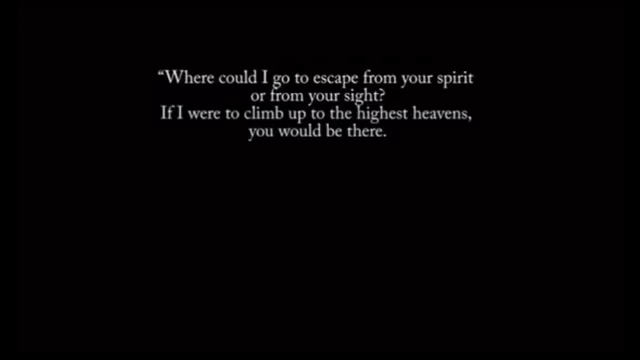 “Where could I go to escape from your spirit
or from your sight?
If I were to climb up to the highest heavens,
you would be there.